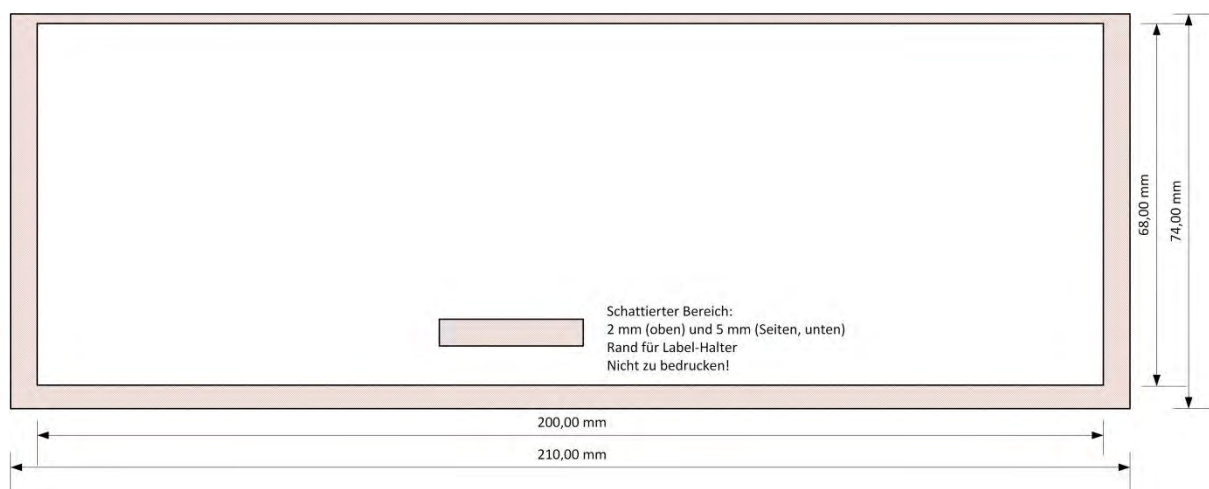 68,00 mm
74,00 mm
Schattierter Bereich:
2 mm (oben) und 5 mm (Seiten, unten)
Rand für Label-Halter
Nicht zu bedrucken!
200,00 mm
210,00 mm